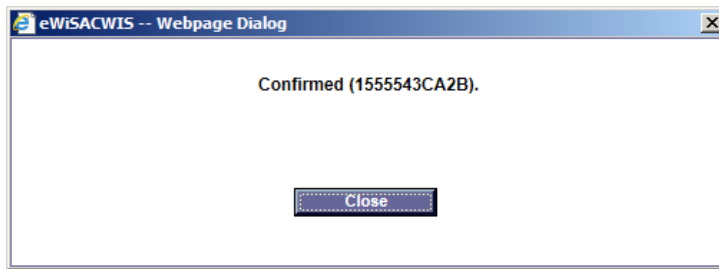 eWiSACWIS -- Webpage Dialog
Confirmed (1555543CA2B).
Close